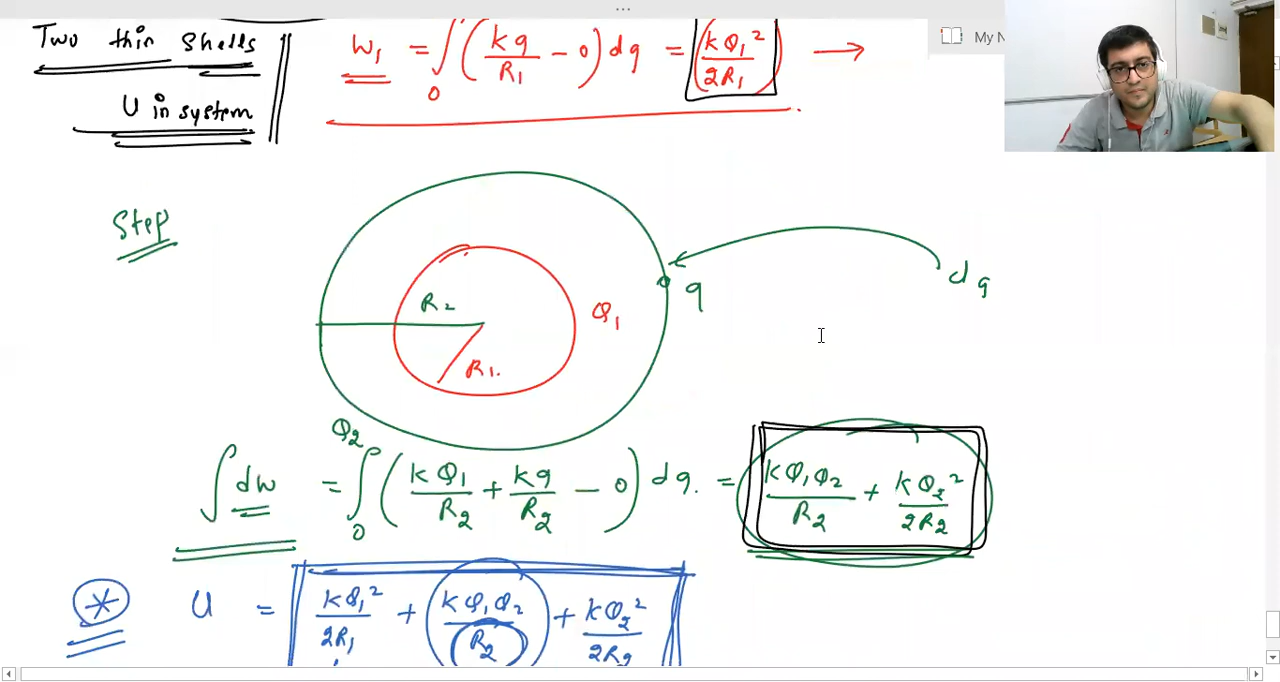 Two thin Shells
U in system
W₁ = ∫₀ (kq/R₁ − 0) dq = (kQ₁²/2R₁) →
My N
Step
R₂
R₁.
Q₁
q
dq
∫dw = ∫₀^Q₂ (kQ₁/R₂ + kq/R₂ − 0) dq. = kQ₁Q₂/R₂ + kQ₂²/2R₂
* U = kQ₁²/2R₁ + kQ₁Q₂/R₂ + kQ₂²/2R₂